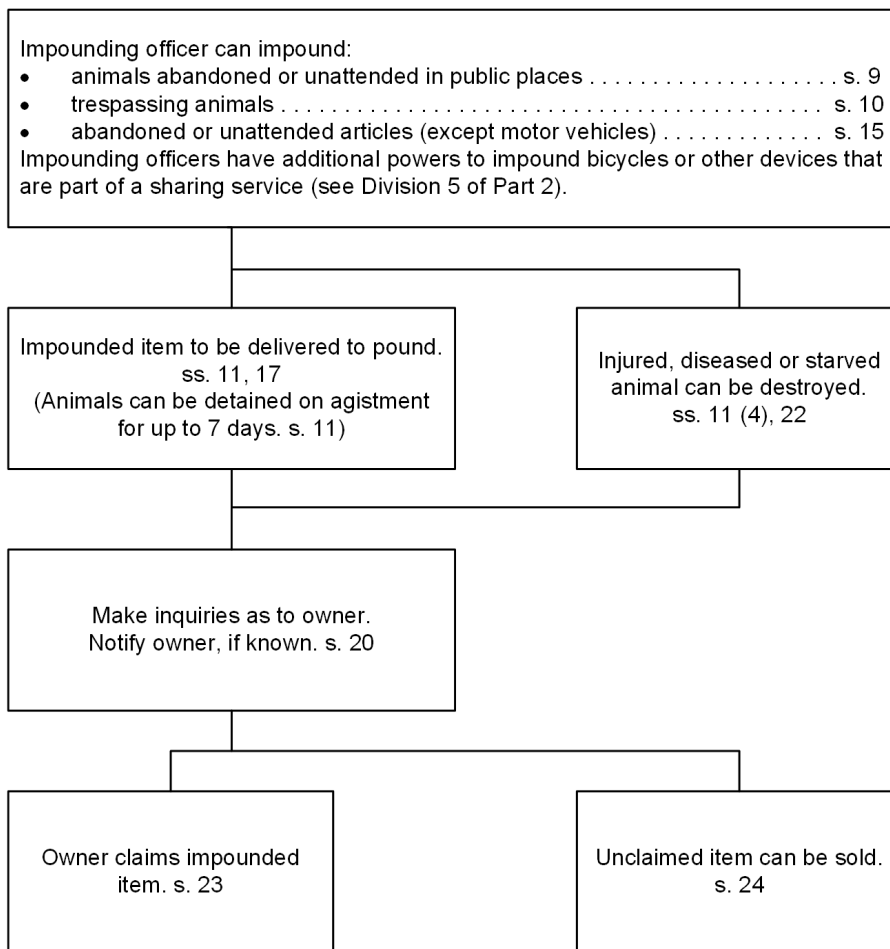 Impounding officer can impound:
• animals abandoned or unattended in public places . . . . . . . . . . . . . . . . . . . . . s. 9
• trespassing animals . . . . . . . . . . . . . . . . . . . . . . . . . . . . . . . . . . . . . . . . . . . s. 10
• abandoned or unattended articles (except motor vehicles) . . . . . . . . . . . . . s. 15
Impounding officers have additional powers to impound bicycles or other devices that
are part of a sharing service (see Division 5 of Part 2).
Impounded item to be delivered to pound.
ss. 11, 17
(Animals can be detained on agistment
for up to 7 days. s. 11)
Injured, diseased or starved
animal can be destroyed.
ss. 11 (4), 22
Make inquiries as to owner.
Notify owner, if known. s. 20
Owner claims impounded
item. s. 23
Unclaimed item can be sold.
s. 24